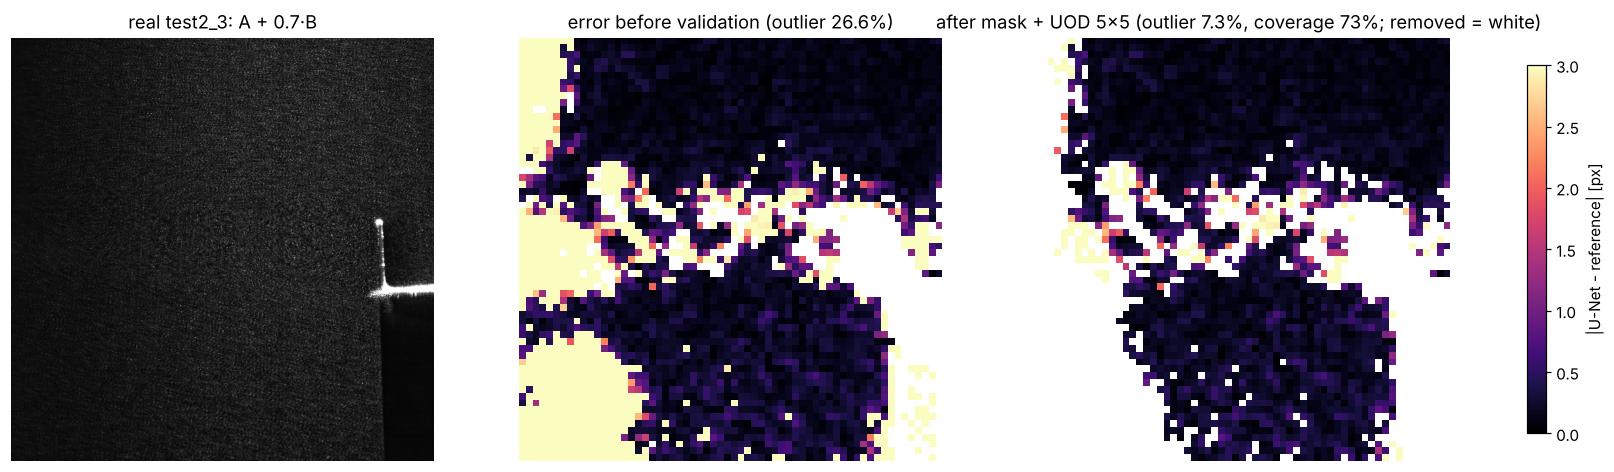 real test2_3: A + 0.7·B
error before validation (outlier 26.6%)
after mask + UOD 5×5 (outlier 7.3%, coverage 73%; removed = white)
3.0
2.5
2.0
1.5
1.0
0.5
0.0
|U-Net - reference| [px]